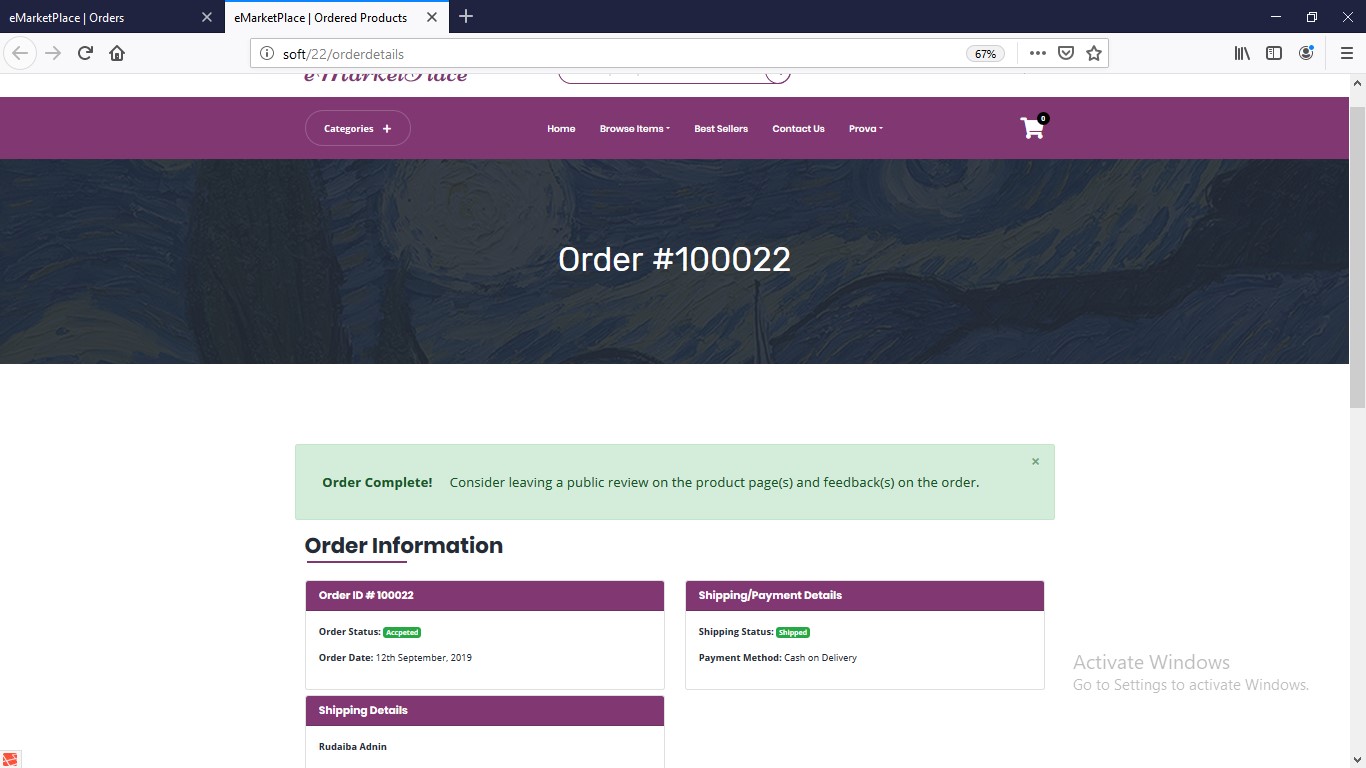 eMarketPlace | Orders
eMarketPlace | Ordered Products
soft/22/orderdetails
67%
eMarketPlace
Categories +
Home
Browse Items
Best Sellers
Contact Us
Prova
0
Order #100022
Order Complete! Consider leaving a public review on the product page(s) and feedback(s) on the order.
×
Order Information
Order ID # 100022
Order Status: Accpeted
Order Date: 12th September, 2019
Shipping/Payment Details
Shipping Status: Shipped
Payment Method: Cash on Delivery
Shipping Details
Rudaiba Adnin
Activate Windows
Go to Settings to activate Windows.